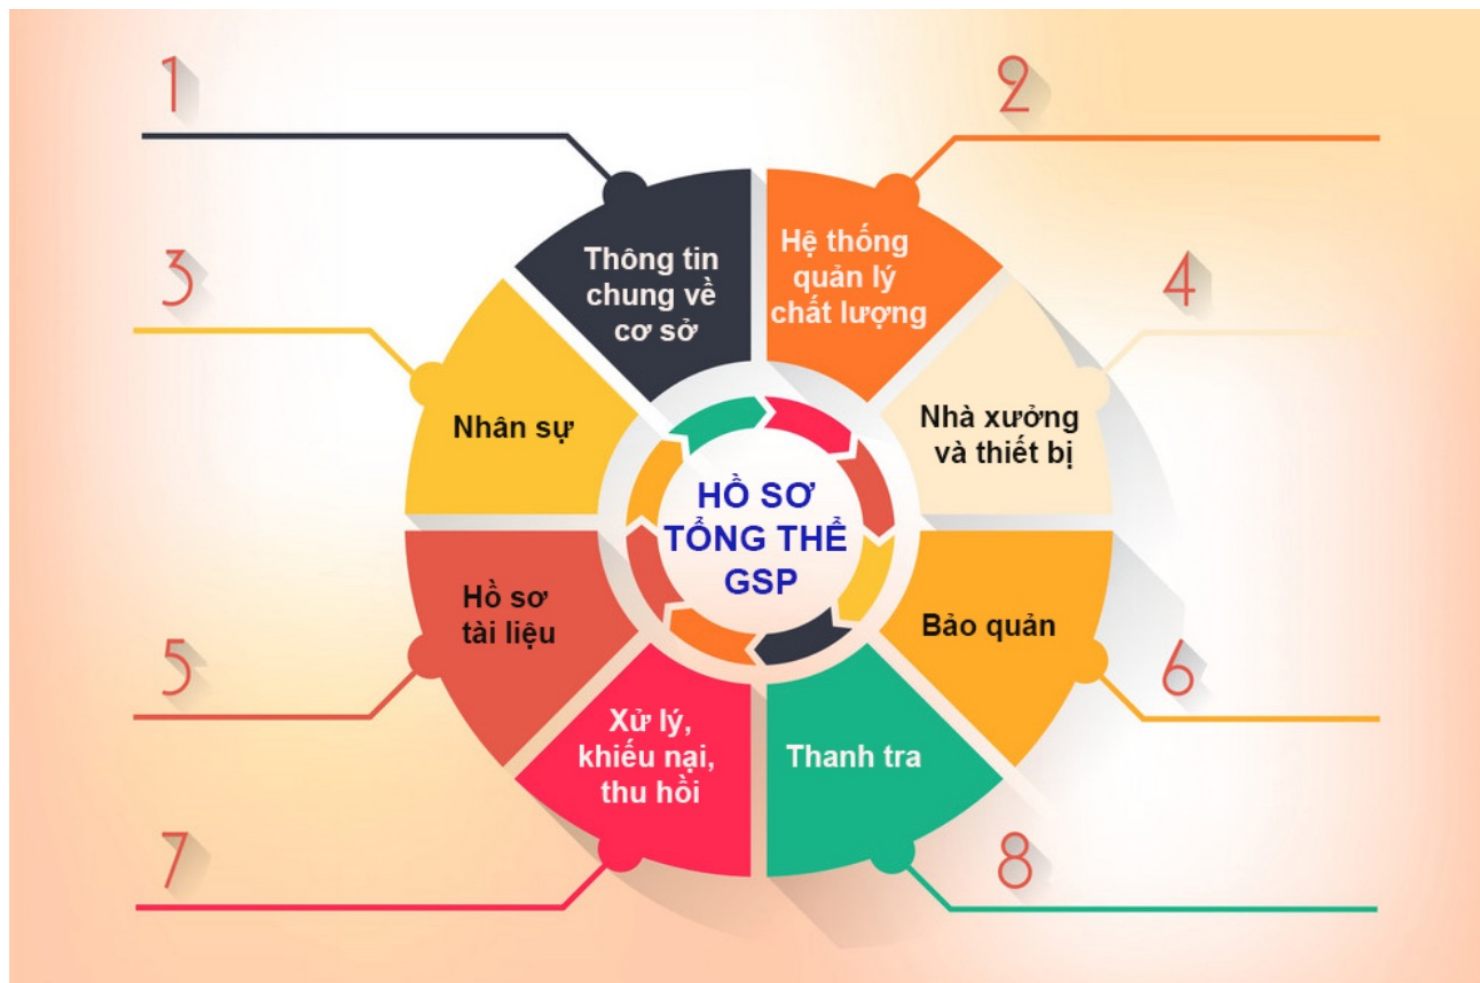 1
Thông tin
chung về
cơ sở
2
Hệ thống
quản lý
chất lượng
3
Nhân sự
4
Nhà xưởng
và thiết bị
HỒ SƠ
TỔNG THỂ
GSP
5
Hồ sơ
tài liệu
6
Bảo quản
7
Xử lý,
khiếu nại,
thu hồi
8
Thanh tra